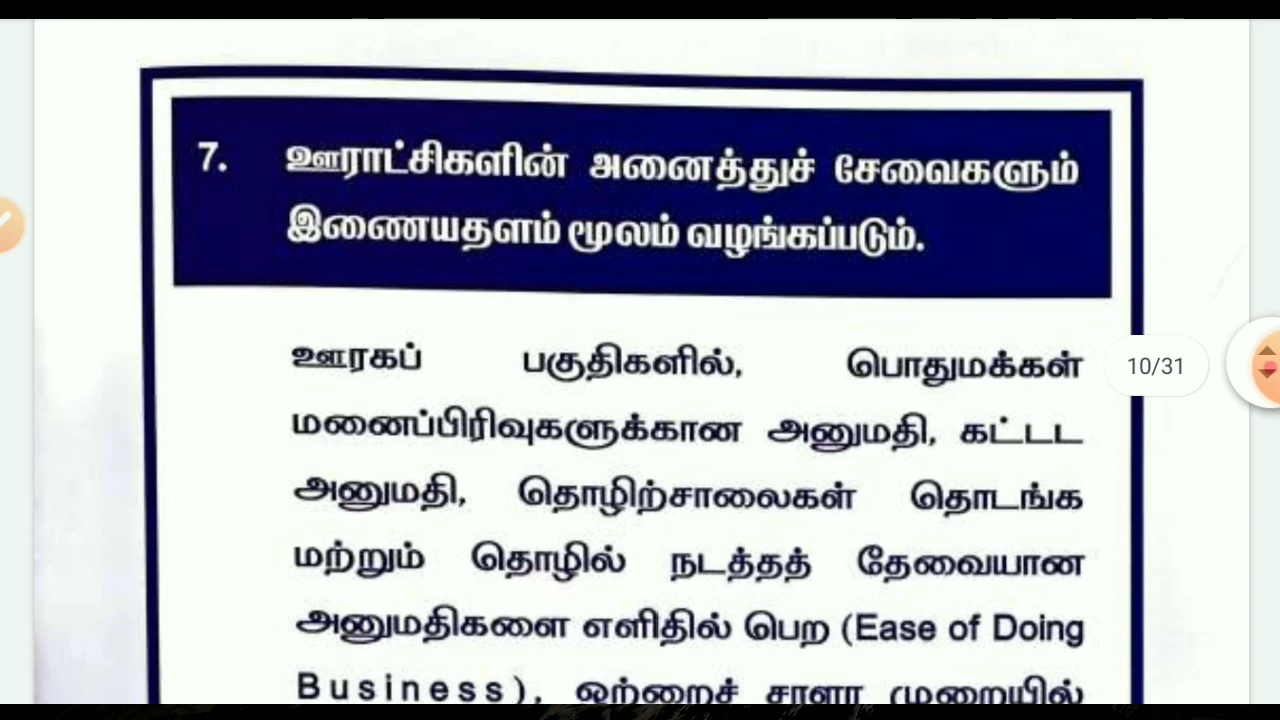 7. ஊராட்சிகளின் அனைத்துச் சேவைகளும்
இணையதளம் மூலம் வழங்கப்படும்.
ஊரகப் பகுதிகளில், பொதுமக்கள்
10/31
மனைப்பிரிவுகளுக்கான அனுமதி, கட்டட
அனுமதி, தொழிற்சாலைகள் தொடங்க
மற்றும் தொழில் நடத்தத் தேவையான
அனுமதிகளை எளிதில் பெற (Ease of Doing
Business), ஒற்றைச் சாளர முறையில்